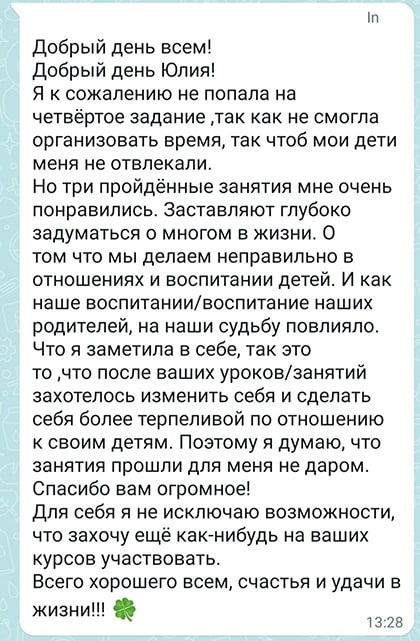 In
Добрый день всем!
Добрый день Юлия!
Я к сожалению не попала на
четвёртое задание ,так как не смогла
организовать время, так чтоб мои дети
меня не отвлекали.
Но три пройдённые занятия мне очень
понравились. Заставляют глубоко
задуматься о многом в жизни. О
том что мы делаем неправильно в
отношениях и воспитании детей. И как
наше воспитании/воспитание наших
родителей, на наши судьбу повлияло.
Что я заметила в себе, так это
то ,что после ваших уроков/занятий
захотелось изменить себя и сделать
себя более терпеливой по отношению
к своим детям. Поэтому я думаю, что
занятия прошли для меня не даром.
Спасибо вам огромное!
Для себя я не исключаю возможности,
что захочу ещё как-нибудь на ваших
курсов участвовать.
Всего хорошего всем, счастья и удачи в
жизни!!! 🍀
13:28